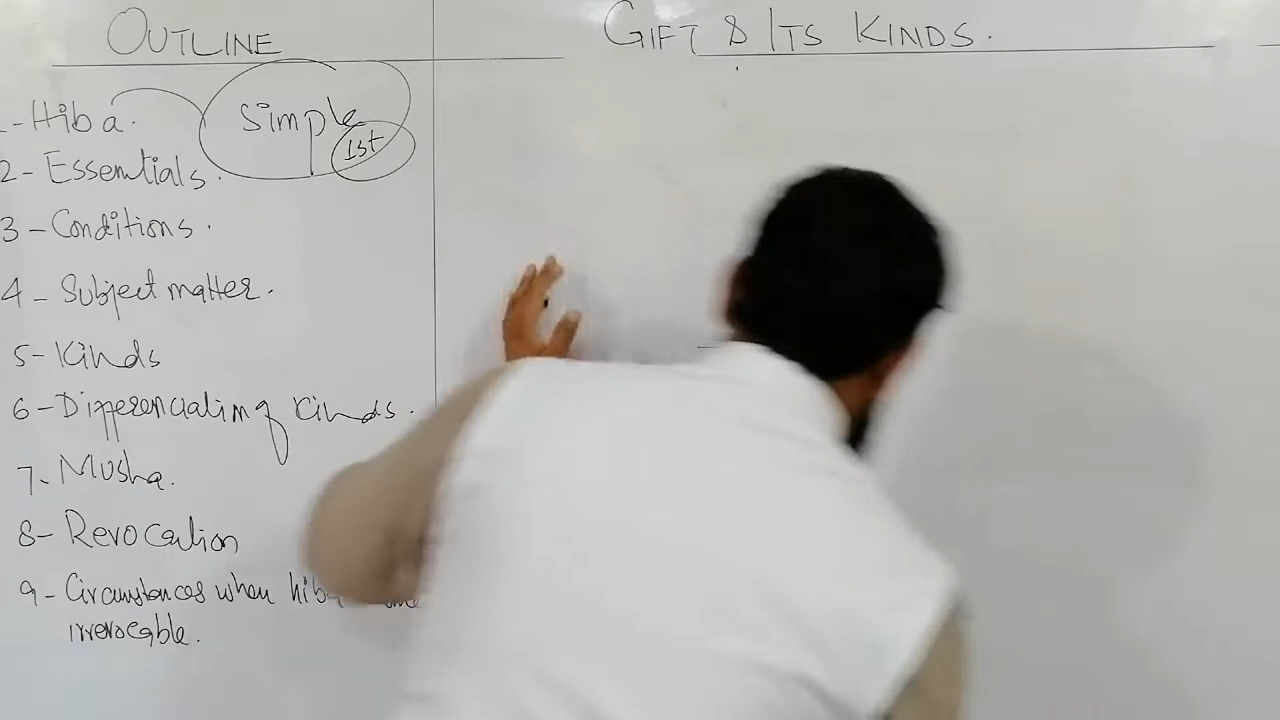 OUTLINE
GIFT & ITS KINDS.
- Hiba.
Simple
1st
2- Essentials.
3- Conditions.
4- Subject matter.
5- Kinds
6- Differenciating Kinds.
7- Musha.
8- Revocation
9- Circumstances when hiba
irrevocable.